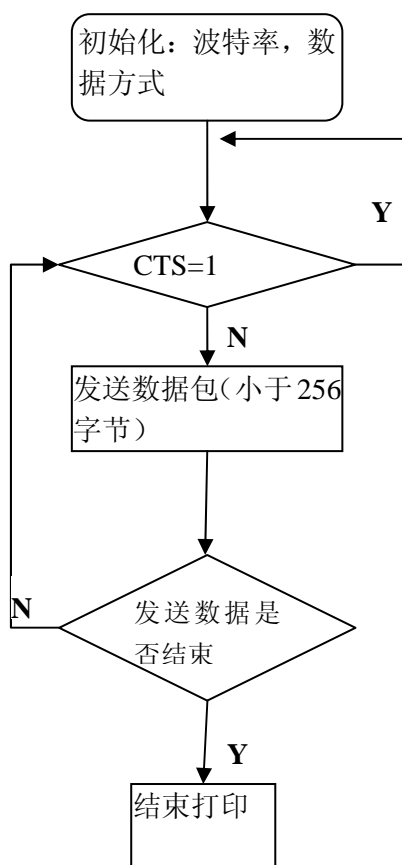 初始化：波特率，数
据方式
Y
CTS=1
N
发送数据包（小于256
字节）
N
发送数据是
否结束
Y
结束打印